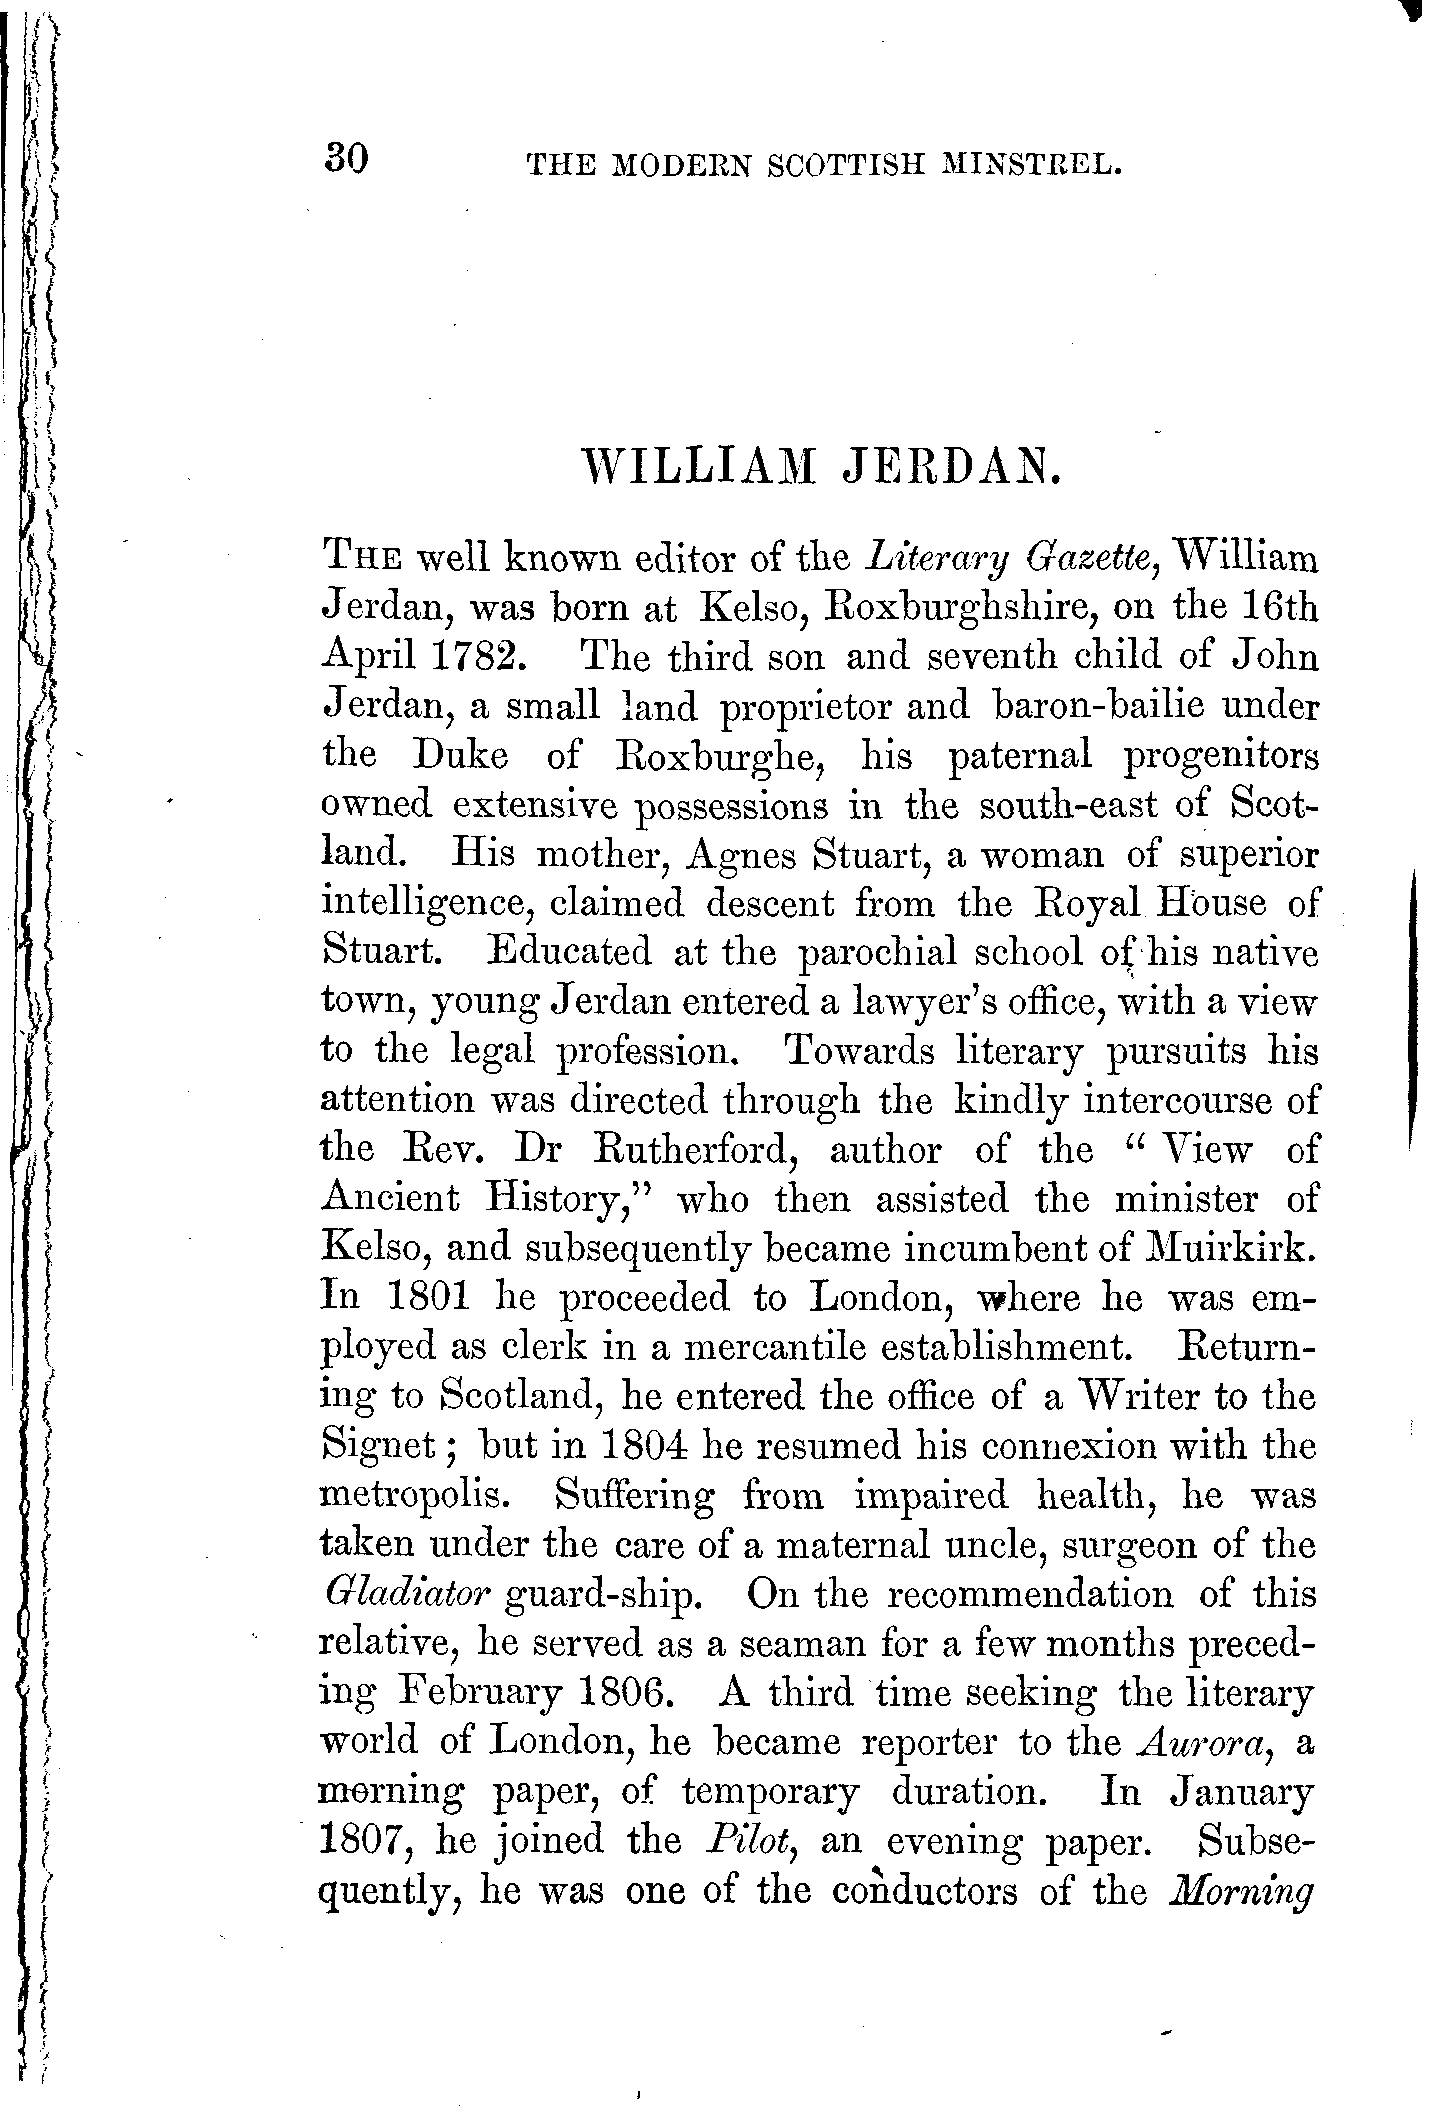 30 THE MODERN SCOTTISH MINSTREL.
WILLIAM JERDAN.
THE well known editor of the Literary Gazette, William
Jerdan, was born at Kelso, Roxburghshire, on the 16th
April 1782. The third son and seventh child of John
Jerdan, a small land proprietor and baron-bailie under
the Duke of Roxburghe, his paternal progenitors
owned extensive possessions in the south-east of Scot-
land. His mother, Agnes Stuart, a woman of superior
intelligence, claimed descent from the Royal House of
Stuart. Educated at the parochial school of his native
town, young Jerdan entered a lawyer's office, with a view
to the legal profession. Towards literary pursuits his
attention was directed through the kindly intercourse of
the Rev. Dr Rutherford, author of the " View of
Ancient History," who then assisted the minister of
Kelso, and subsequently became incumbent of Muirkirk.
In 1801 he proceeded to London, where he was em-
ployed as clerk in a mercantile establishment. Return-
ing to Scotland, he entered the office of a Writer to the
Signet ; but in 1804 he resumed his connexion with the
metropolis. Suffering from impaired health, he was
taken under the care of a maternal uncle, surgeon of the
Gladiator guard-ship. On the recommendation of this
relative, he served as a seaman for a few months preced-
ing February 1806. A third time seeking the literary
world of London, he became reporter to the Aurora, a
morning paper, of temporary duration. In January
1807, he joined the Pilot, an evening paper. Subse-
quently, he was one of the conductors of the Morning